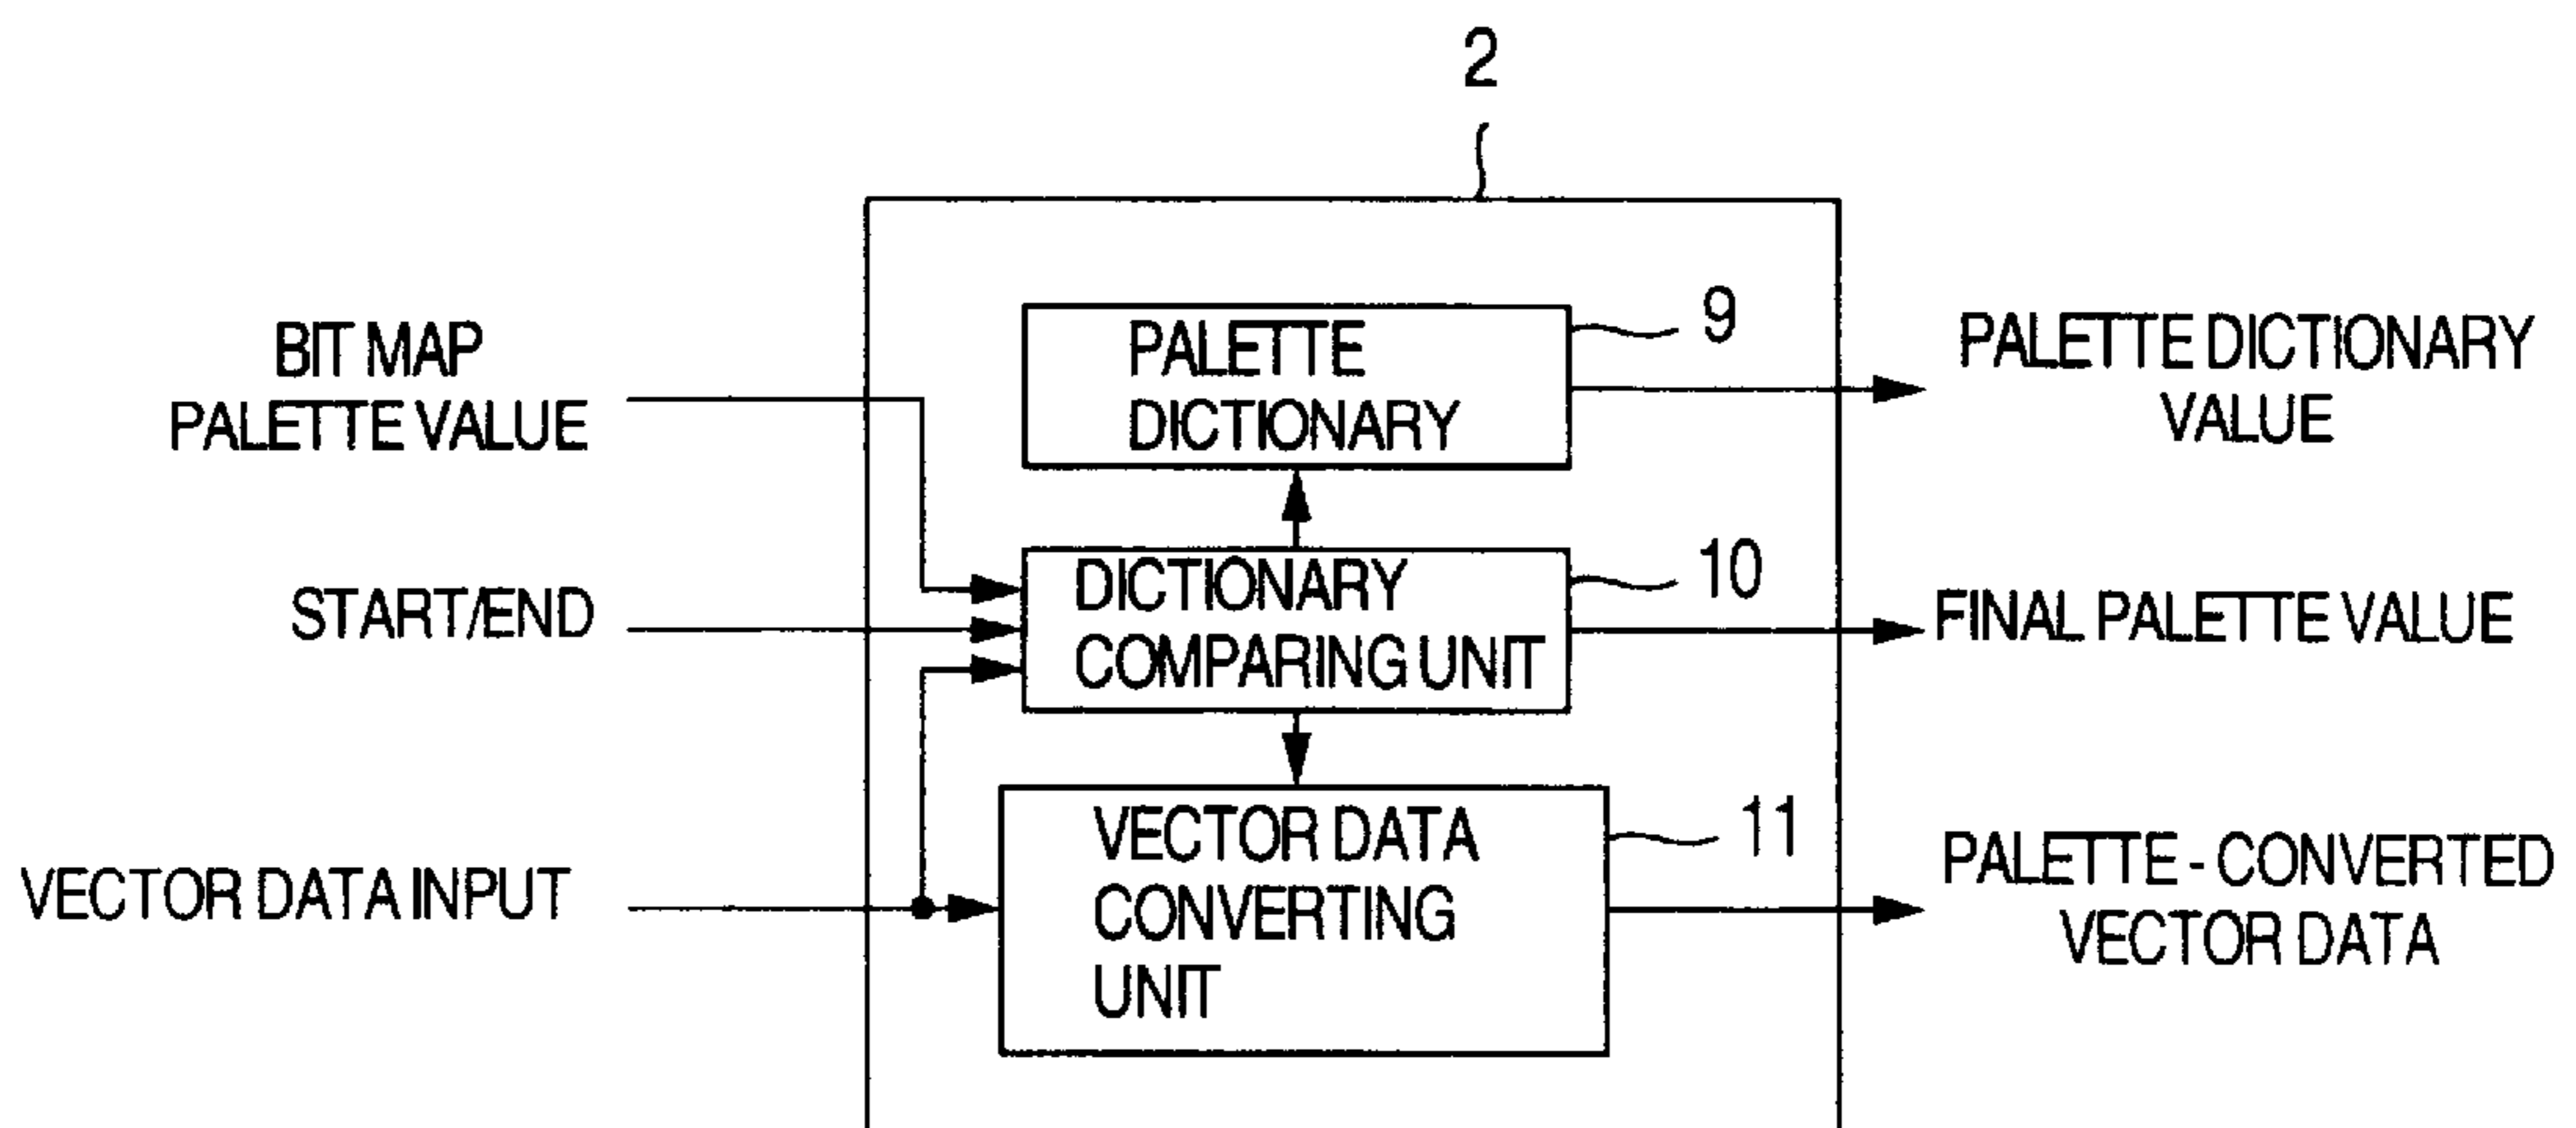 2
BIT MAP
PALETTE VALUE
START/END
VECTOR DATA INPUT
PALETTE
DICTIONARY
9
DICTIONARY
COMPARING UNIT
10
VECTOR DATA
CONVERTING
UNIT
11
PALETTE DICTIONARY
VALUE
FINAL PALETTE VALUE
PALETTE - CONVERTED
VECTOR DATA